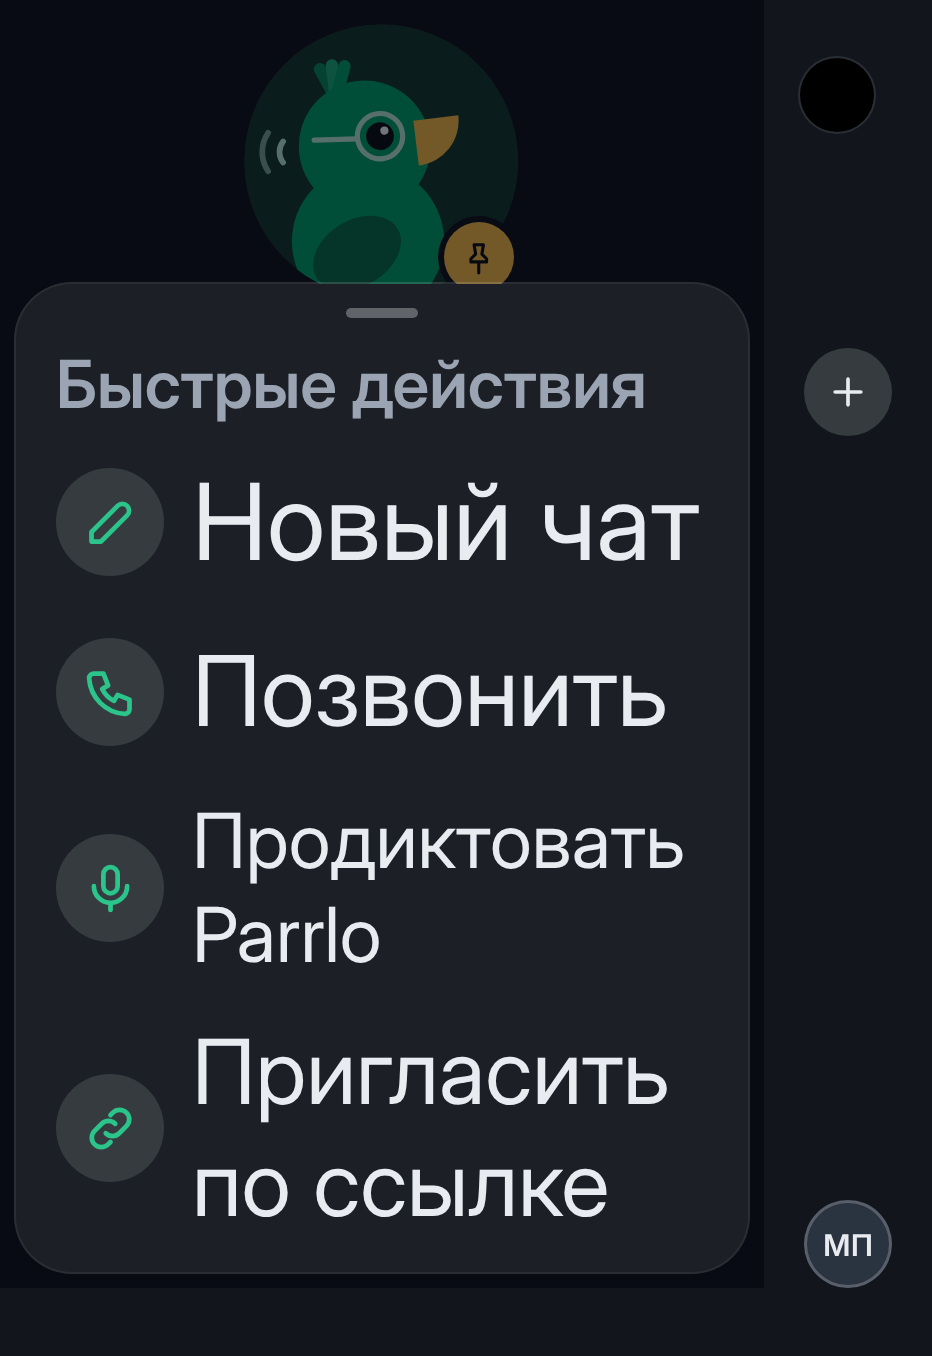 Быстрые действия
Новый чат
Позвонить
Продиктовать
Parrlo
Пригласить
по ссылке
МП